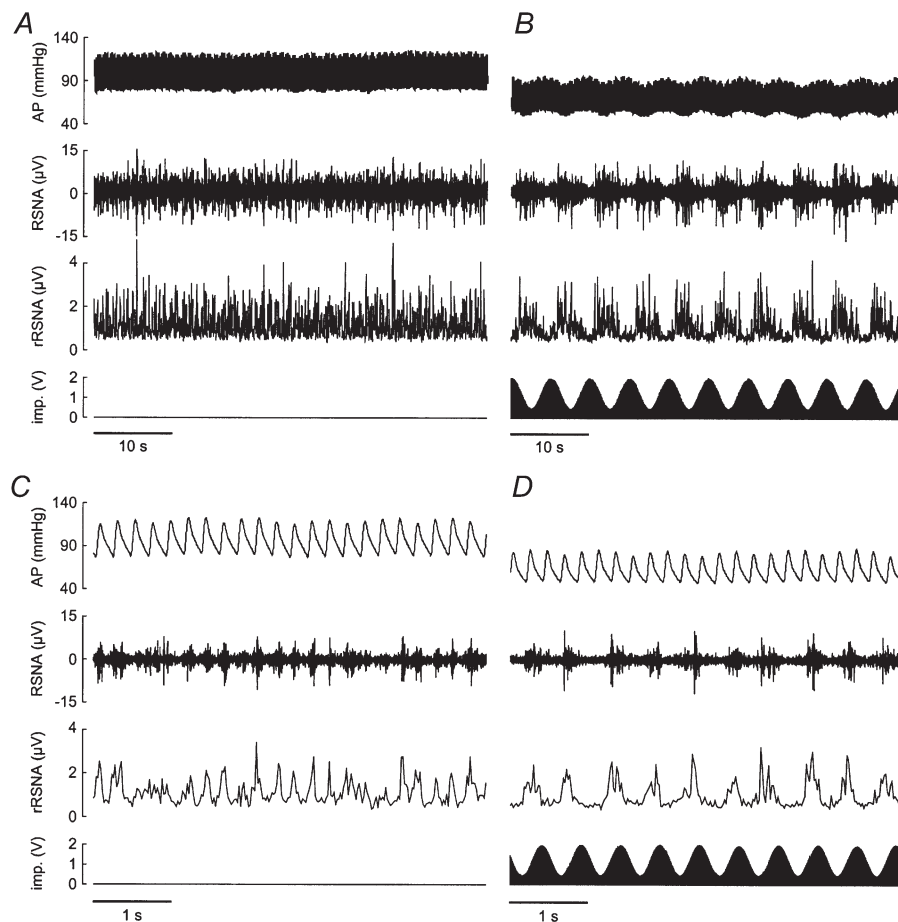 A
B
AP (mmHg)
140
90
40
RSNA (µV)
15
0
-15
rRSNA (µV)
4
2
0
imp. (V)
2
1
0
10 s
10 s
C
D
AP (mmHg)
140
90
40
RSNA (µV)
15
0
-15
rRSNA (µV)
4
2
0
imp. (V)
2
1
0
1 s
1 s